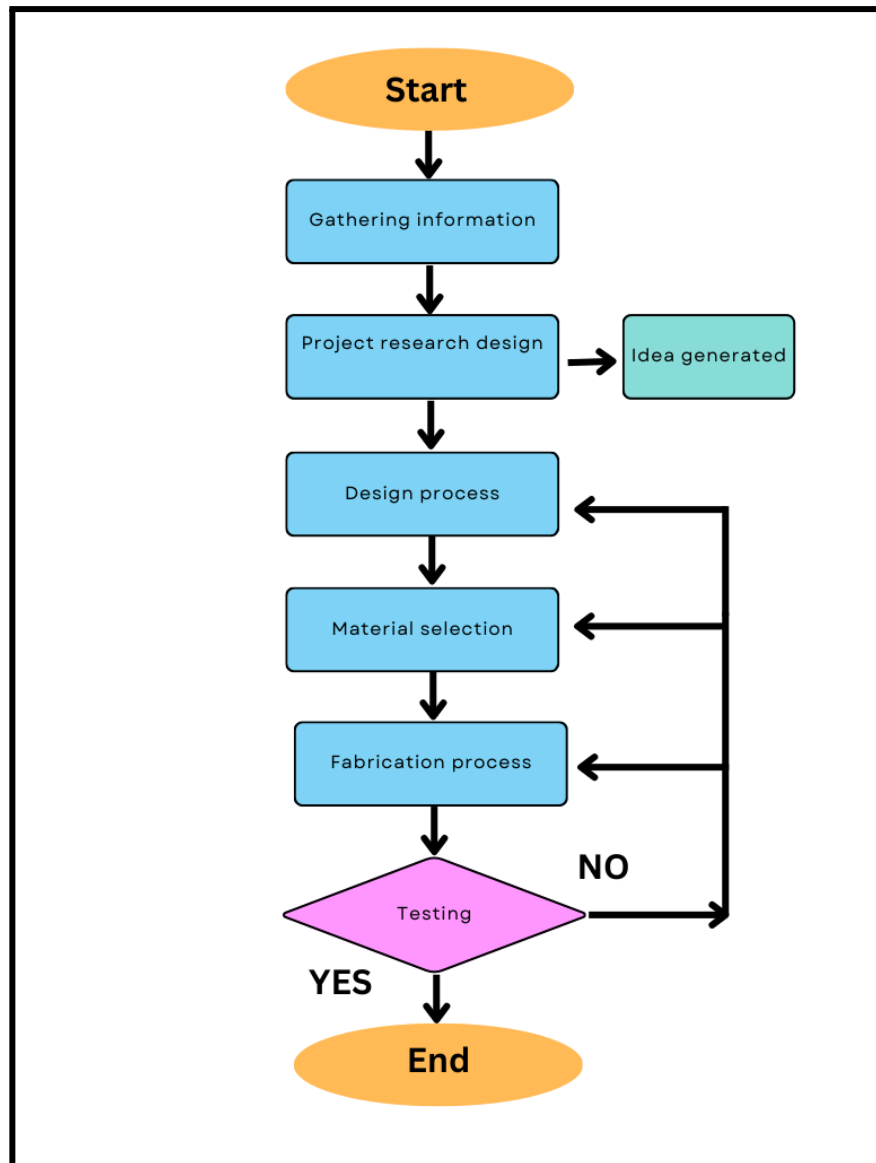 Start
Gathering information
Project research design
Idea generated
Design process
Material selection
Fabrication process
NO
Testing
YES
End